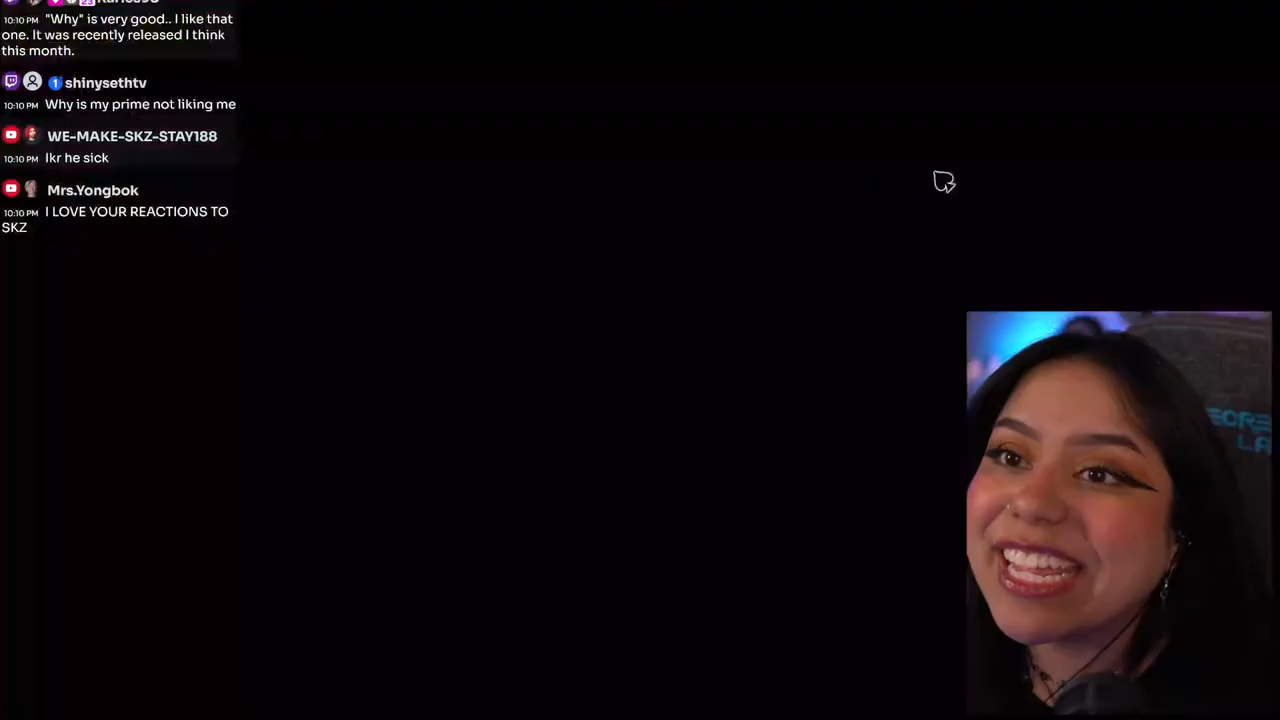 10:10 PM "Why" is very good.. I like that
one. It was recently released I think
this month.
1 shinysethtv
10:10 PM Why is my prime not liking me
WE-MAKE-SKZ-STAY188
10:10 PM Ikr he sick
Mrs.Yongbok
10:10 PM I LOVE YOUR REACTIONS TO
SKZ